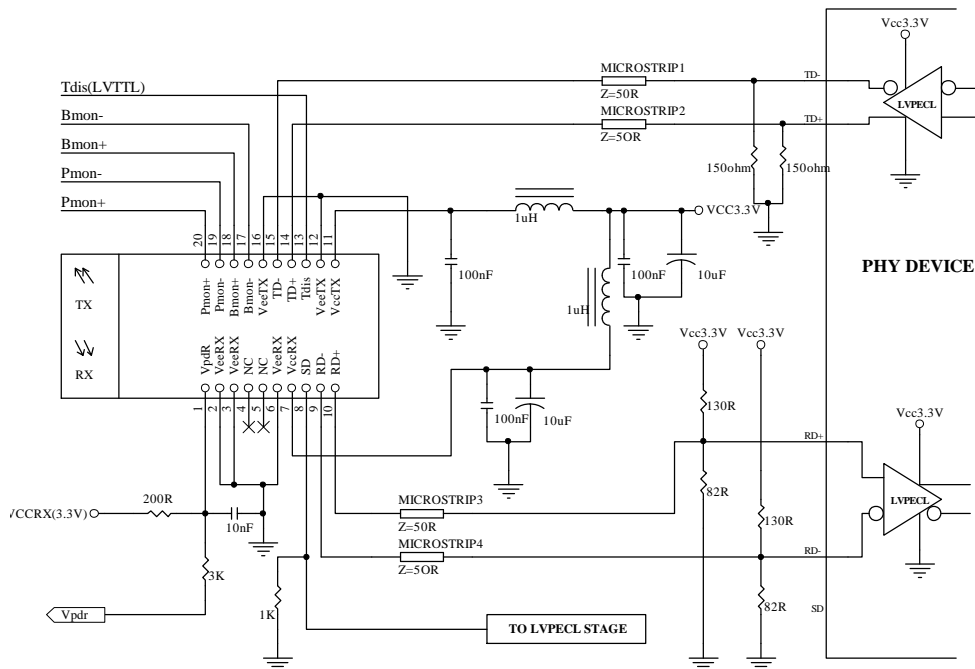 Vcc3.3V
MICROSTRIP1
TD-
Z=50R
LVPECL
Tdis(LVTTL)
MICROSTRIP2
TD+
Z=5OR
Bmon-
Bmon+
Pmon-
Pmon+
150ohm
150ohm
1uH
VCC3.3V
20
19
18
17
16
15
14
13
12
11
100nF
100nF
10uF
PHY DEVICE
Pmon+
Pmon-
Bmon+
Bmon-
VeeTX
TD-
TD+
Tdis
VeeTX
VccTX
TX
1uH
Vcc3.3V
Vcc3.3V
RX
VpdR
VeeRX
VeeRX
NC
NC
VeeRX
VccRX
SD
RD-
RD+
1
2
3
4
5
6
7
8
9
10
100nF
10uF
130R
Vcc3.3V
RD+
82R
200R
MICROSTRIP3
Z=50R
LVPECL
VCCRX(3.3V)
10nF
130R
MICROSTRIP4
Z=5OR
RD-
3K
1K
82R
SD
Vpdr
TO LVPECL STAGE